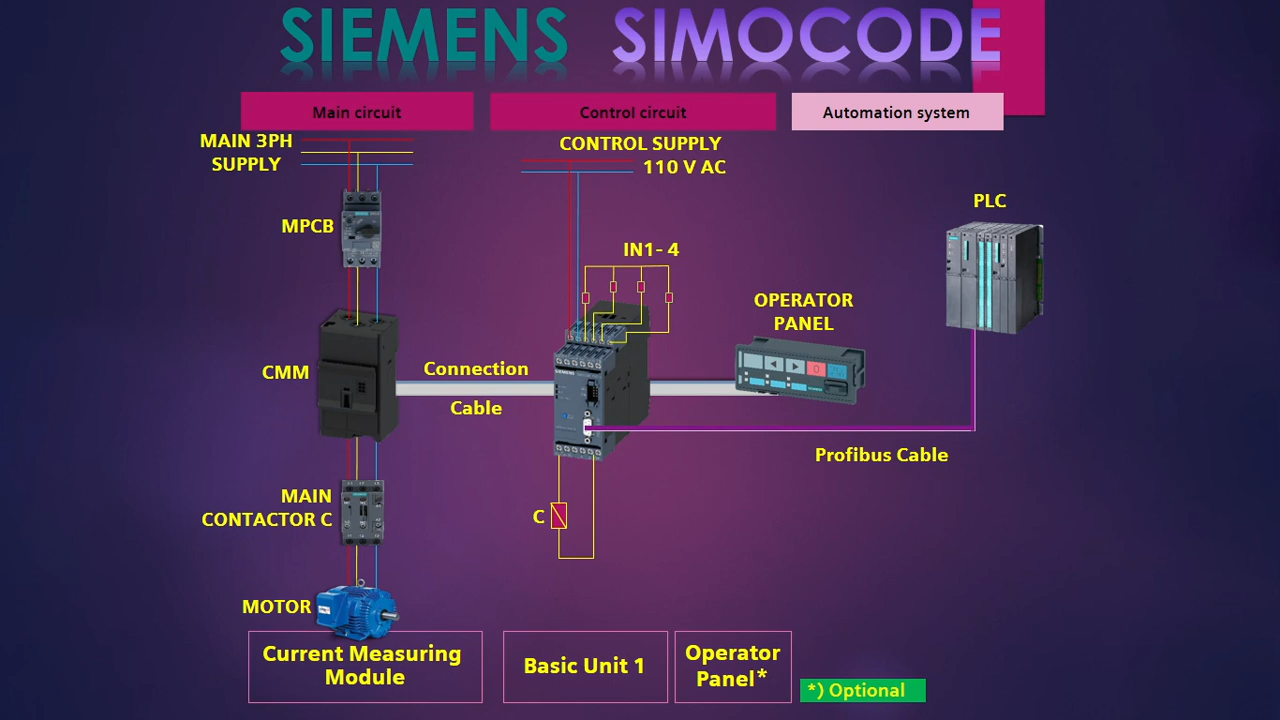 SIEMENS SIMOCODE
Main circuit
Control circuit
Automation system
MAIN 3PH
SUPPLY
CONTROL SUPPLY
110 V AC
PLC
MPCB
IN1- 4
OPERATOR
PANEL
CMM
Connection
Cable
SIEMENS
Profibus Cable
MAIN
CONTACTOR C
C
MOTOR
Current Measuring
Module
Basic Unit 1
Operator
Panel*
*) Optional